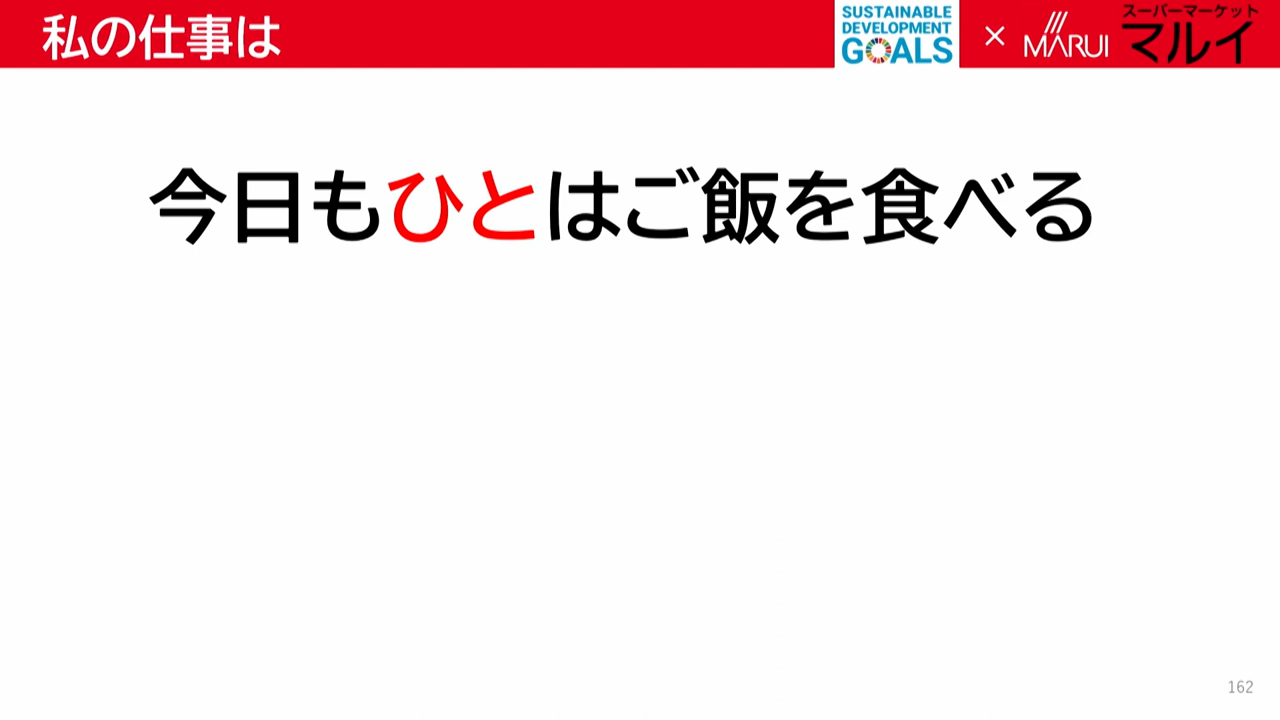 私の仕事は
SUSTAINABLE
DEVELOPMENT
GOALS
×
MARUI
スーパーマーケット
マルイ
今日もひとはご飯を食べる
162